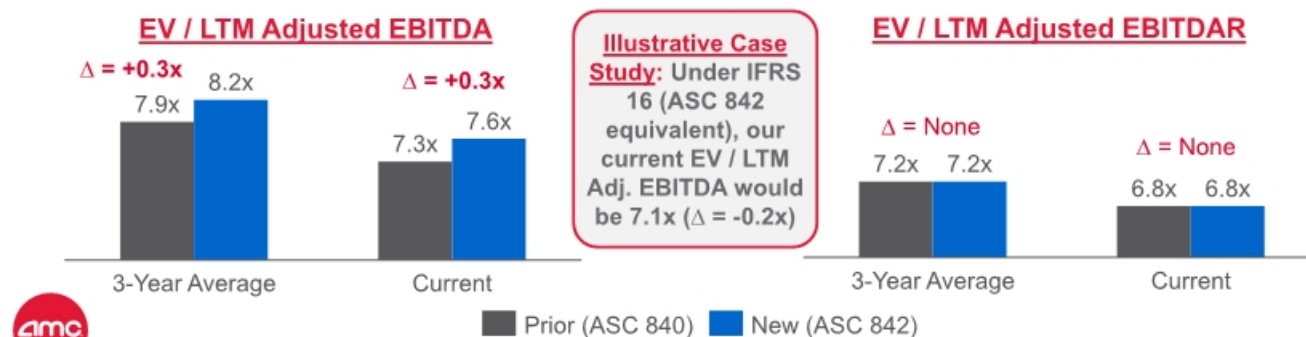 EV / LTM Adjusted EBITDA
Δ = +0.3x
7.9x
8.2x
Δ = +0.3x
7.3x
7.6x
3-Year Average
Current
Illustrative Case
Study: Under IFRS
16 (ASC 842
equivalent), our
current EV / LTM
Adj. EBITDA would
be 7.1x (Δ = -0.2x)
EV / LTM Adjusted EBITDAR
Δ = None
7.2x
7.2x
Δ = None
6.8x
6.8x
3-Year Average
Current
amc
Prior (ASC 840)
New (ASC 842)